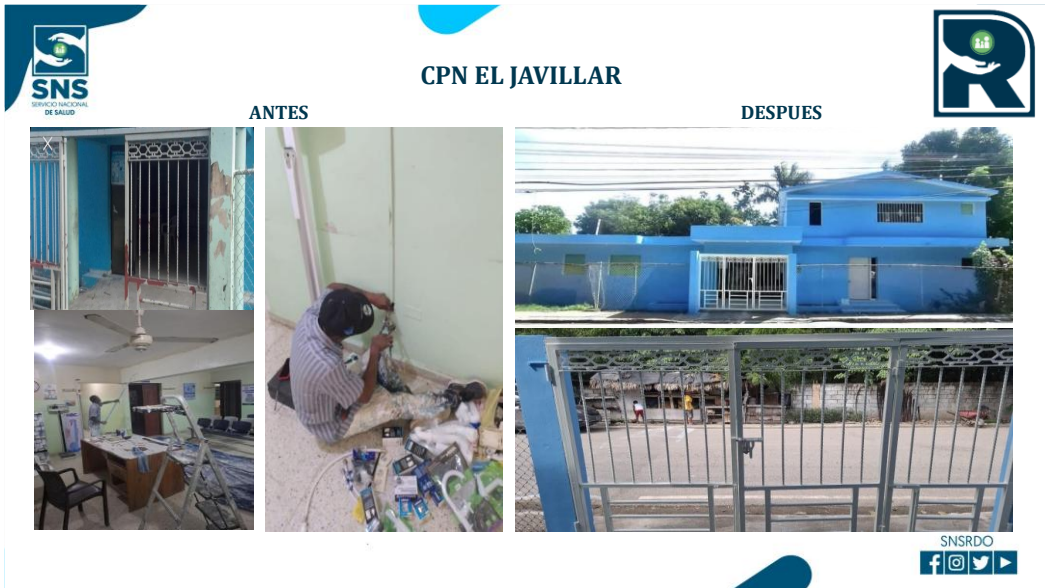 SNS
SERVICIO NACIONAL
DE SALUD
CPN EL JAVILLAR
ANTES
DESPUES
SNSRDO